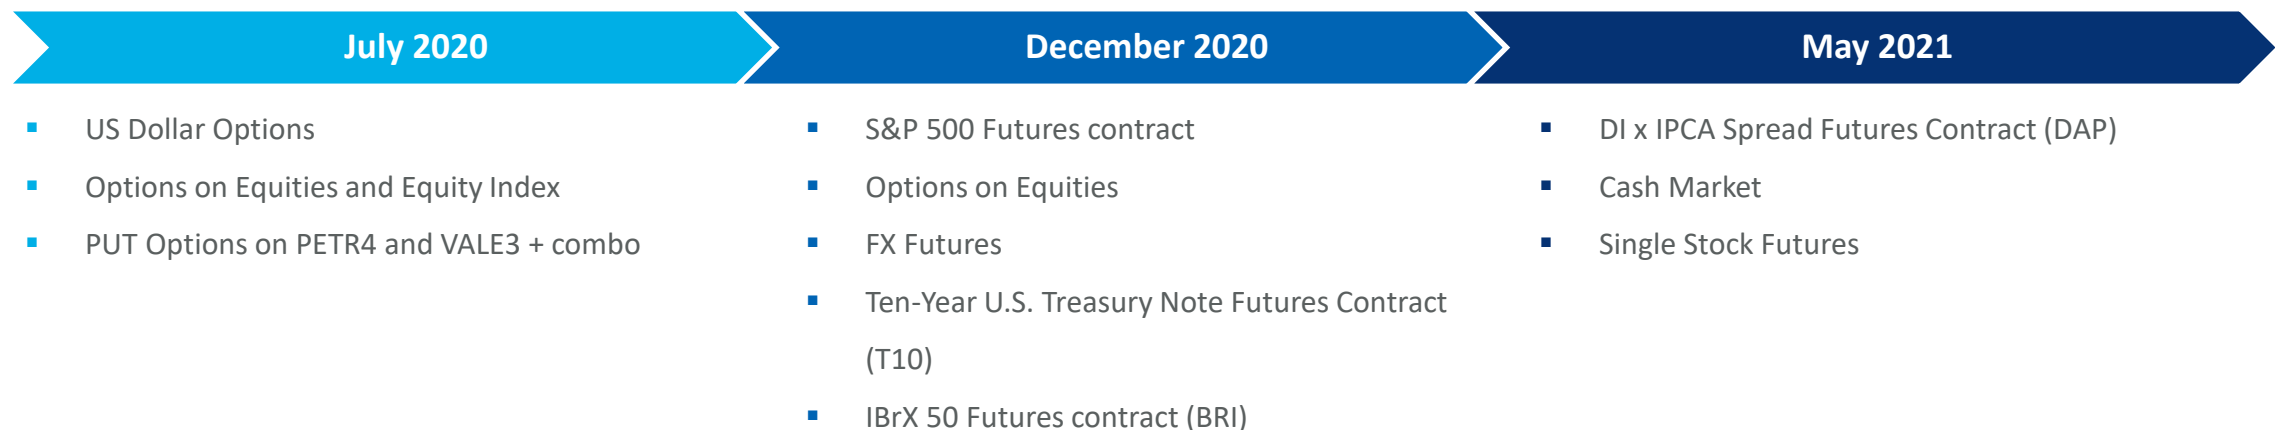 July 2020
US Dollar Options
Options on Equities and Equity Index
PUT Options on PETR4 and VALE3 + combo
December 2020
S&P 500 Futures contract
Options on Equities
FX Futures
Ten-Year U.S. Treasury Note Futures Contract
(T10)
IBrX 50 Futures contract (BRI)
May 2021
DI x IPCA Spread Futures Contract (DAP)
Cash Market
Single Stock Futures